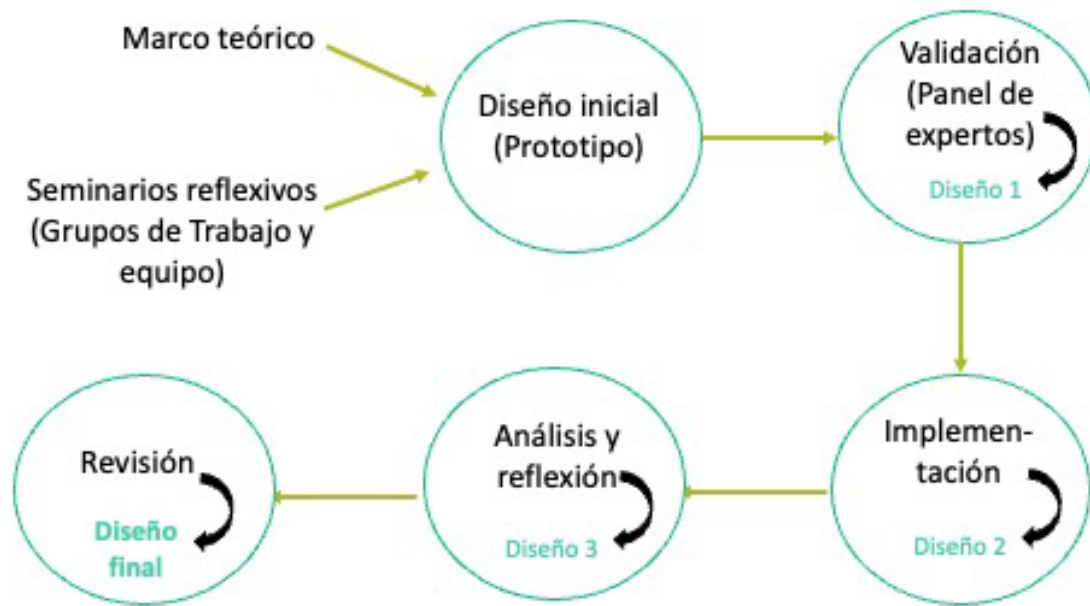 Marco teórico
Seminarios reflexivos
(Grupos de Trabajo y
equipo)
Diseño inicial
(Prototipo)
Validación
(Panel de
expertos)
Diseño 1
Implemen-
tación
Diseño 2
Análisis y
reflexión
Diseño 3
Revisión
Diseño
final